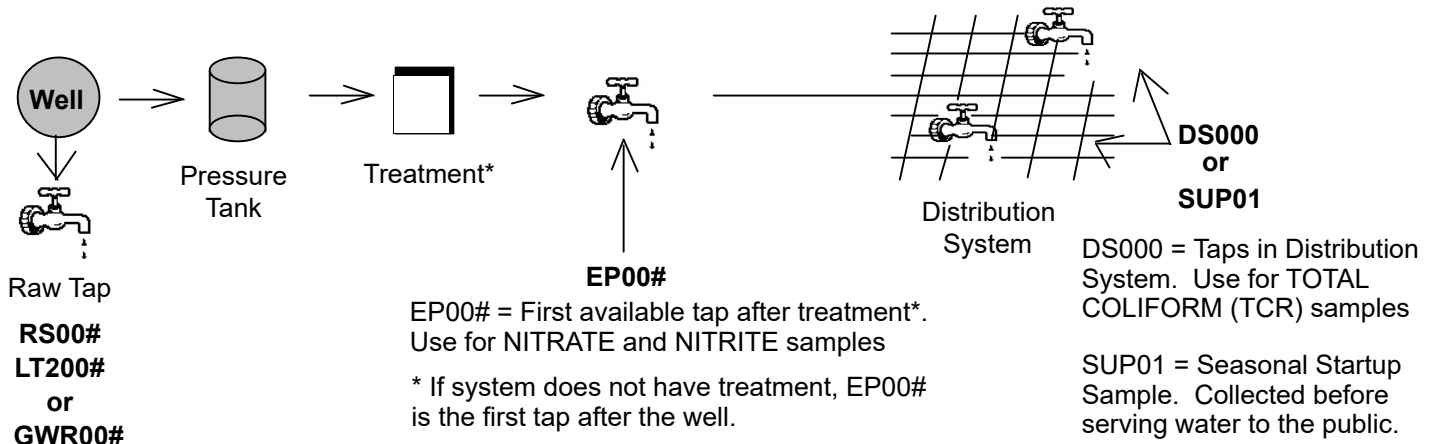 Well
Pressure
Tank
Treatment*
Raw Tap
RS00#
LT200#
or
GWR00#
EP00#
EP00# = First available tap after treatment*.
Use for NITRATE and NITRITE samples
* If system does not have treatment, EP00#
is the first tap after the well.
Distribution
System
DS000
or
SUP01
DS000 = Taps in Distribution
System. Use for TOTAL
COLIFORM (TCR) samples
SUP01 = Seasonal Startup
Sample. Collected before
serving water to the public.